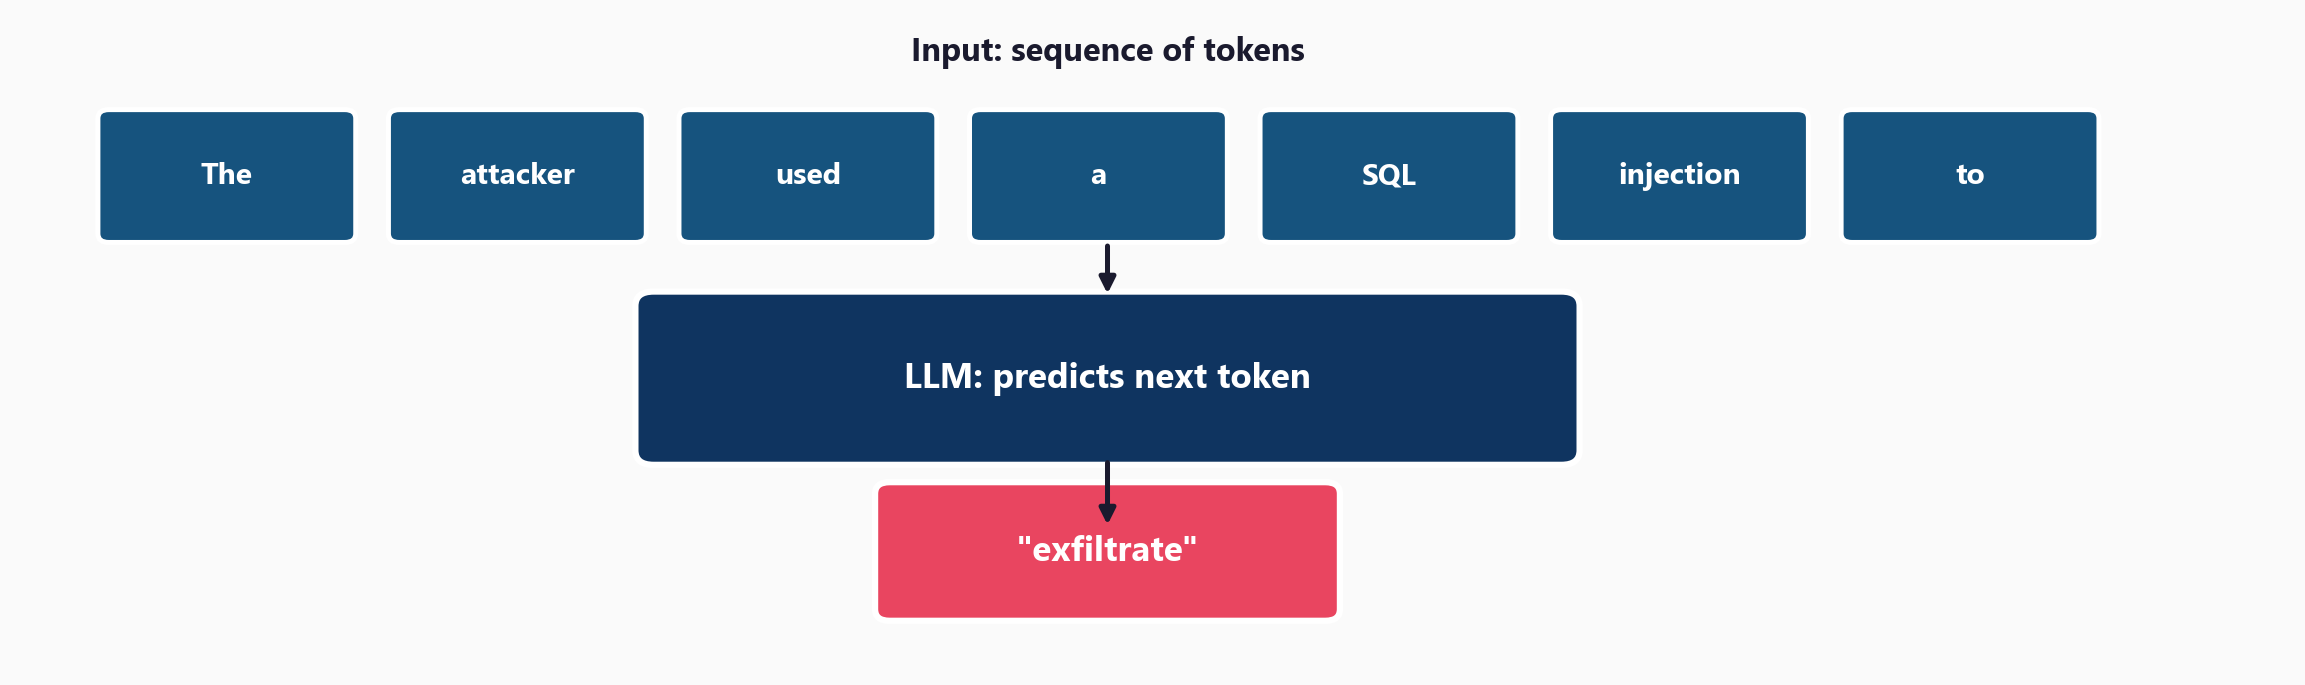 Input: sequence of tokens
The attacker used a SQL injection to
LLM: predicts next token
"exfiltrate"